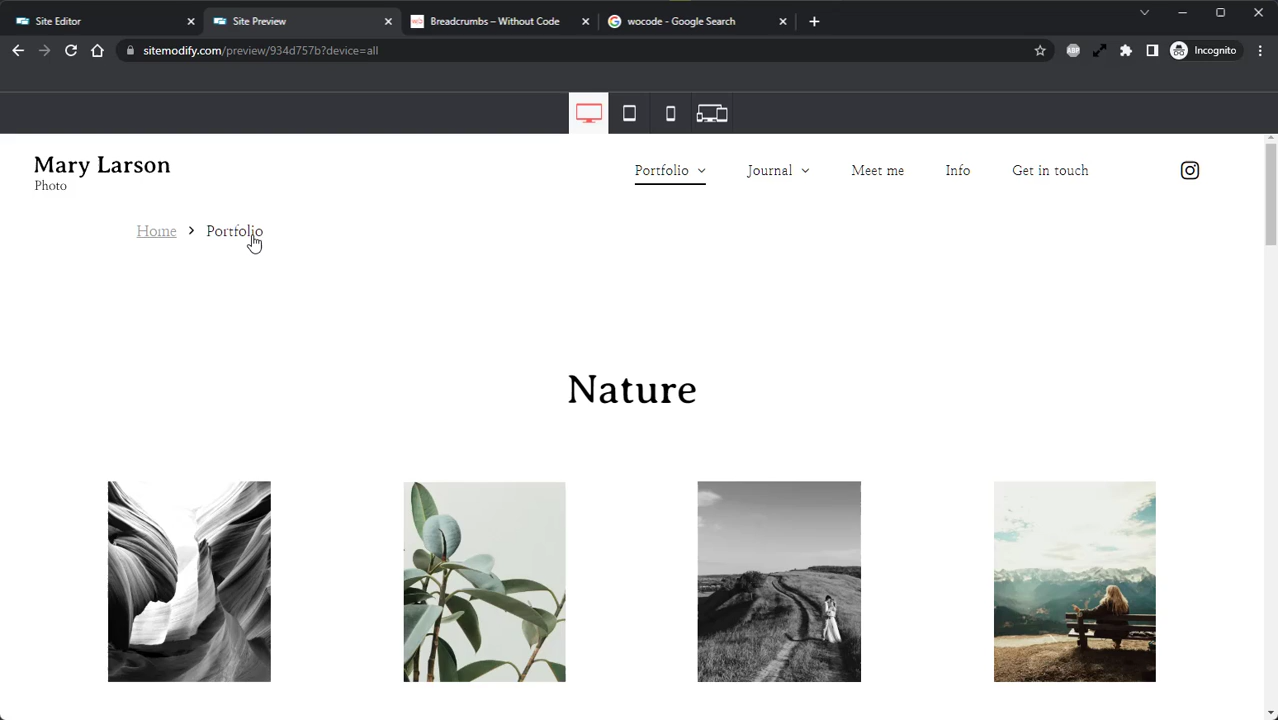 Site Editor
Site Preview
Breadcrumbs – Without Code
wocode - Google Search
sitemodify.com/preview/934d757b?device=all
ABP
Incognito
Mary Larson
Photo
Portfolio
Journal
Meet me
Info
Get in touch
Home > Portfolio
Nature